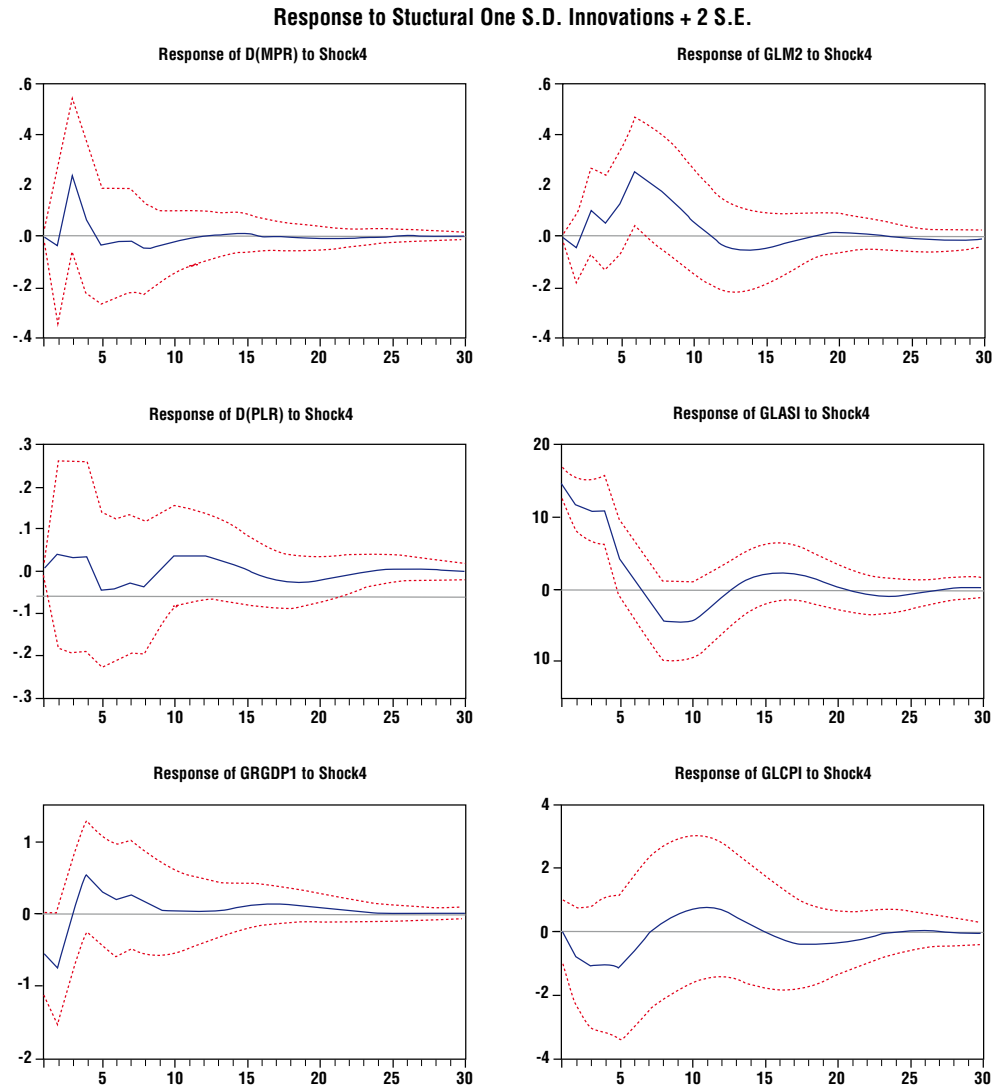 Response to Stuctural One S.D. Innovations + 2 S.E.
Response of D(MPR) to Shock4
.6
.4
.2
.0
-.2
-.4
5 10 15 20 25 30
Response of GLM2 to Shock4
.6
.4
.2
.0
-.2
-.4
5 10 15 20 25 30
Response of D(PLR) to Shock4
.3
.2
.1
.0
-.1
-.2
-.3
5 10 15 20 25 30
Response of GLASI to Shock4
20
10
0
10
5 10 15 20 25 30
Response of GRGDP1 to Shock4
1
0
-1
-2
5 10 15 20 25 30
Response of GLCPI to Shock4
4
2
0
-2
-4
5 10 15 20 25 30